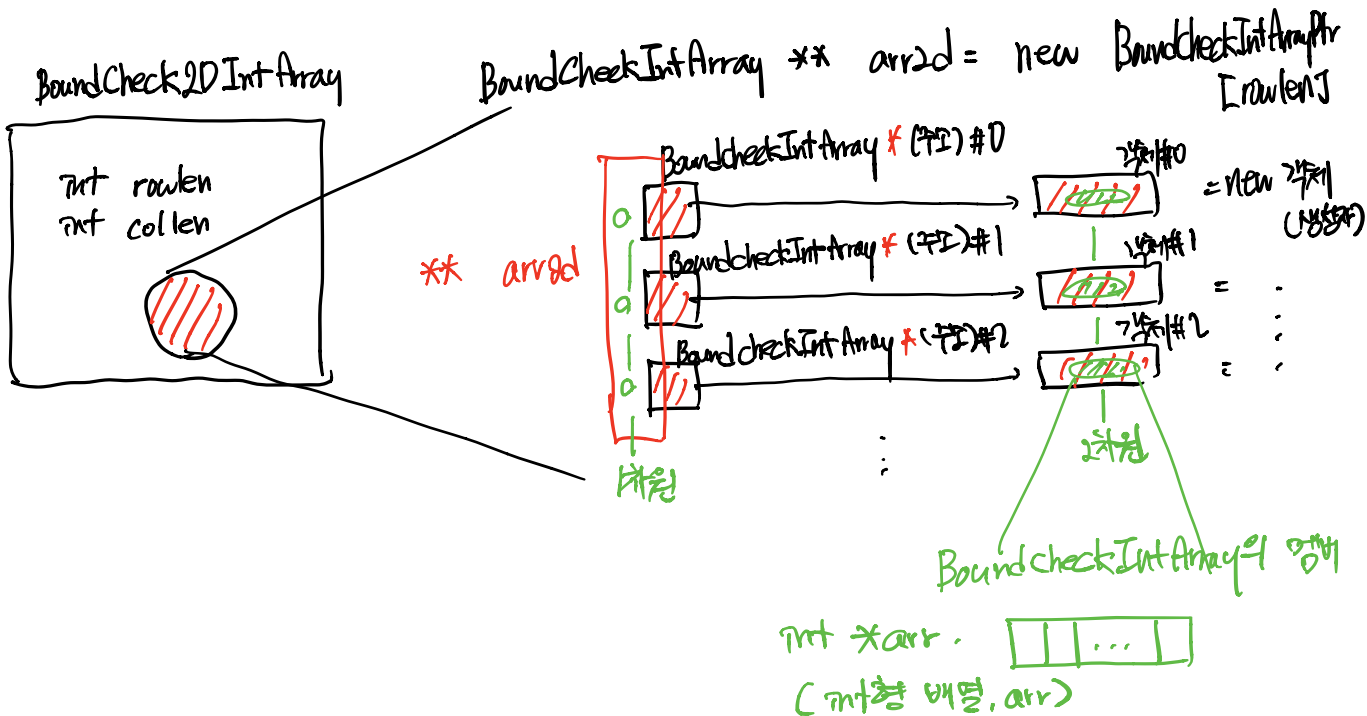 BoundCheck2DIntArray
int rowlen
int collen
BoundCheckIntArray ** arr2d = new BoundCheckIntArrayPtr
[rowlen]
** arr2d
BoundcheckIntArray * (주소) #0
BoundcheckIntArray * (주소) #1
BoundcheckIntArray * (주소) #2
객체#0
= new 객체
(생성자)
객체#1
= .
객체#2
= .
1차원
2차원
BoundcheckIntArray의 멤버
int *arr.
...
(int형 배열, arr)